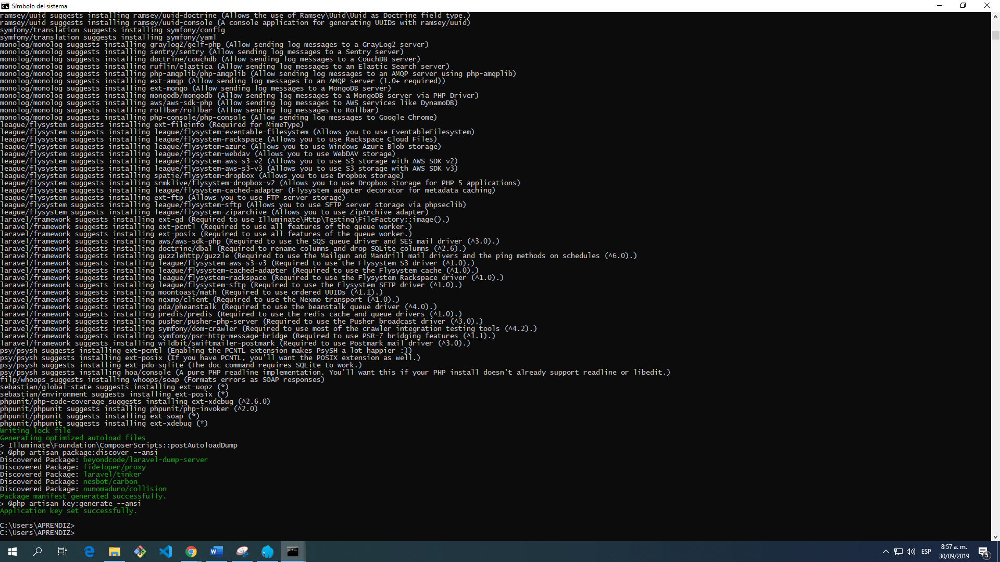 Símbolo del sistema
ramsey/uuid suggests installing ramsey/uuid-doctrine (Allows the use of Ramsey\Uuid\Uuid as Doctrine field type.)
ramsey/uuid suggests installing ramsey/uuid-console (A console application for generating UUIDs with ramsey/uuid)
symfony/translation suggests installing symfony/config
symfony/translation suggests installing symfony/yaml
monolog/monolog suggests installing graylog2/gelf-php (Allow sending log messages to a GrayLog2 server)
monolog/monolog suggests installing sentry/sentry (Allow sending log messages to a Sentry server)
monolog/monolog suggests installing doctrine/couchdb (Allow sending log messages to a CouchDB server)
monolog/monolog suggests installing ruflin/elastica (Allow sending log messages to an Elastic Search server)
monolog/monolog suggests installing php-amqplib/php-amqplib (Allow sending log messages to an AMQP server using php-amqplib)
monolog/monolog suggests installing ext-amqp (Allow sending log messages to an AMQP server (1.0+ required))
monolog/monolog suggests installing ext-mongo (Allow sending log messages to a MongoDB server)
monolog/monolog suggests installing mongodb/mongodb (Allow sending log messages to a MongoDB server via PHP Driver)
monolog/monolog suggests installing aws/aws-sdk-php (Allow sending log messages to AWS services like DynamoDB)
monolog/monolog suggests installing rollbar/rollbar (Allow sending log messages to Rollbar)
monolog/monolog suggests installing php-console/php-console (Allow sending log messages to Google Chrome)
league/flysystem suggests installing ext-fileinfo (Required for MimeType)
league/flysystem suggests installing league/flysystem-eventable-filesystem (Allows you to use EventableFilesystem)
league/flysystem suggests installing league/flysystem-rackspace (Allows you to use Rackspace Cloud Files)
league/flysystem suggests installing league/flysystem-azure (Allows you to use Windows Azure Blob storage)
league/flysystem suggests installing league/flysystem-webdav (Allows you to use WebDAV storage)
league/flysystem suggests installing league/flysystem-aws-s3-v2 (Allows you to use S3 storage with AWS SDK v2)
league/flysystem suggests installing league/flysystem-aws-s3-v3 (Allows you to use S3 storage with AWS SDK v3)
league/flysystem suggests installing spatie/flysystem-dropbox (Allows you to use Dropbox storage)
league/flysystem suggests installing srmklive/flysystem-dropbox-v2 (Allows you to use Dropbox storage for PHP 5 applications)
league/flysystem suggests installing league/flysystem-cached-adapter (Flysystem adapter decorator for metadata caching)
league/flysystem suggests installing ext-ftp (Allows you to use FTP server storage)
league/flysystem suggests installing league/flysystem-sftp (Allows you to use SFTP server storage via phpseclib)
league/flysystem suggests installing league/flysystem-ziparchive (Allows you to use ZipArchive adapter)
laravel/framework suggests installing ext-gd (Required to use Illuminate\Http\Testing\FileFactory::image().)
laravel/framework suggests installing ext-pcntl (Required to use all features of the queue worker.)
laravel/framework suggests installing ext-posix (Required to use all features of the queue worker.)
laravel/framework suggests installing aws/aws-sdk-php (Required to use the SQS queue driver and SES mail driver (^3.0).)
laravel/framework suggests installing doctrine/dbal (Required to rename columns and drop SQLite columns (^2.6).)
laravel/framework suggests installing guzzlehttp/guzzle (Required to use the Mailgun and Mandrill mail drivers and the ping methods on schedules (^6.0).)
laravel/framework suggests installing league/flysystem-aws-s3-v3 (Required to use the Flysystem S3 driver (^1.0).)
laravel/framework suggests installing league/flysystem-cached-adapter (Required to use the Flysystem cache (^1.0).)
laravel/framework suggests installing league/flysystem-rackspace (Required to use the Flysystem Rackspace driver (^1.0).)
laravel/framework suggests installing league/flysystem-sftp (Required to use the Flysystem SFTP driver (^1.0).)
laravel/framework suggests installing moontoast/math (Required to use ordered UUIDs (^1.1).)
laravel/framework suggests installing nexmo/client (Required to use the Nexmo transport (^1.0).)
laravel/framework suggests installing pda/pheanstalk (Required to use the beanstalk queue driver (^4.0).)
laravel/framework suggests installing predis/predis (Required to use the redis cache and queue drivers (^1.0).)
laravel/framework suggests installing pusher/pusher-php-server (Required to use the Pusher broadcast driver (^3.0).)
laravel/framework suggests installing symfony/dom-crawler (Required to use most of the crawler integration testing tools (^4.2).)
laravel/framework suggests installing symfony/psr-http-message-bridge (Required to use PSR-7 bridging features (^1.1).)
laravel/framework suggests installing wildbit/swiftmailer-postmark (Required to use Postmark mail driver (^3.0).)
psy/psysh suggests installing ext-pcntl (Enabling the PCNTL extension makes PsySH a lot happier :))
psy/psysh suggests installing ext-posix (If you have PCNTL, you'll want the POSIX extension as well.)
psy/psysh suggests installing ext-pdo-sqlite (The doc command requires SQLite to work.)
psy/psysh suggests installing hoa/console (A pure PHP readline implementation. You'll want this if your PHP install doesn't already support readline or libedit.)
filp/whoops suggests installing whoops/soap (Formats errors as SOAP responses)
sebastian/global-state suggests installing ext-uopz (*)
sebastian/environment suggests installing ext-posix (*)
phpunit/php-code-coverage suggests installing ext-xdebug (^2.6.0)
phpunit/phpunit suggests installing phpunit/php-invoker (^2.0)
phpunit/phpunit suggests installing ext-soap (*)
phpunit/phpunit suggests installing ext-xdebug (*)
Writing lock file
Generating optimized autoload files
> Illuminate\Foundation\ComposerScripts::postAutoloadDump
> @php artisan package:discover --ansi
Discovered Package: beyondcode/laravel-dump-server
Discovered Package: fideloper/proxy
Discovered Package: laravel/tinker
Discovered Package: nesbot/carbon
Discovered Package: nunomaduro/collision
Package manifest generated successfully.
> @php artisan key:generate --ansi
Application key set successfully.
C:\Users\APRENDIZ>
C:\Users\APRENDIZ>
ESP
8:57 a. m.
30/09/2019
5